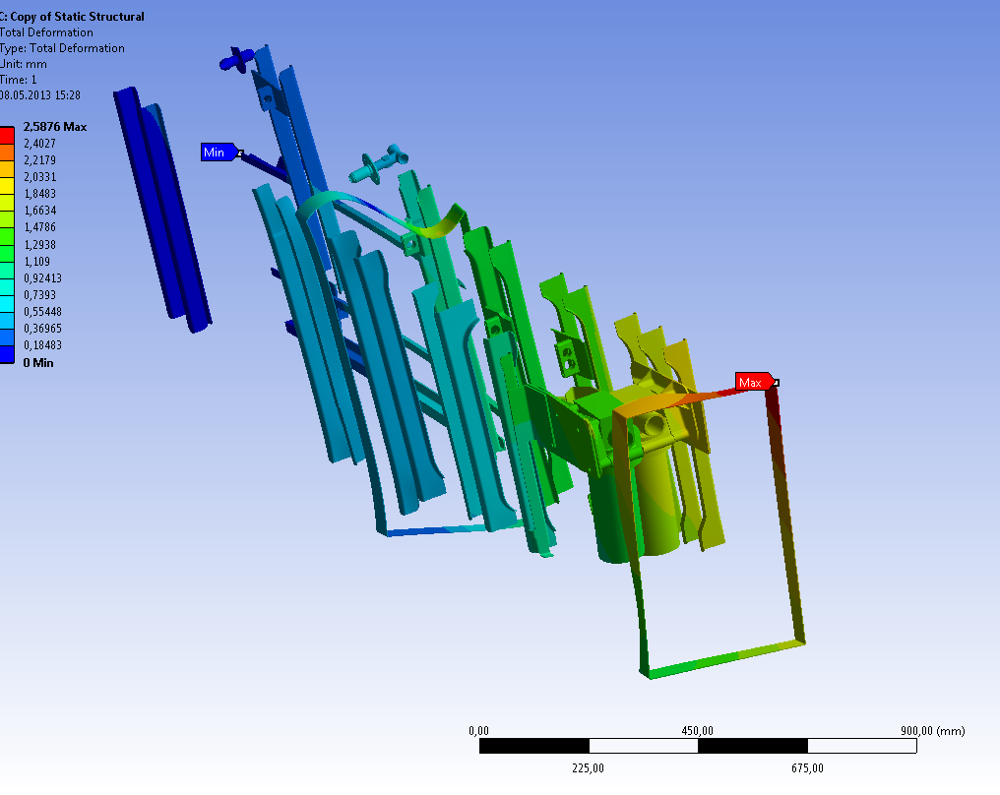 C: Copy of Static Structural
Total Deformation
Type: Total Deformation
Unit: mm
Time: 1
08.05.2013 15:28
2,5876 Max
2,4027
2,2179
2,0331
1,8483
1,6634
1,4786
1,2938
1,109
0,92413
0,7393
0,55448
0,36965
0,18483
0 Min
Min
Max
0,00
450,00
900,00 (mm)
225,00
675,00